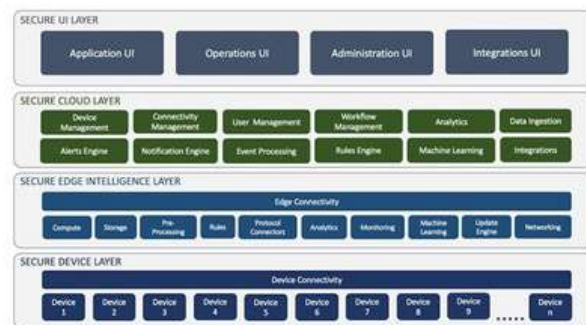 SECURE UI LAYER
Application UI
Operations UI
Administration UI
Integrations UI
SECURE CLOUD LAYER
Device
Management
Connectivity
Management
User Management
Workflow
Management
Analytics
Data Ingestion
Alerts Engine
Notification Engine
Event Processing
Rules Engine
Machine Learning
Integrations
SECURE EDGE INTELLIGENCE LAYER
Edge Connectivity
Compute
Storage
Pre-
Processing
Rules
Protocol
Connectors
Analytics
Monitoring
Machine
Learning
Update
Engine
Networking
SECURE DEVICE LAYER
Device Connectivity
Device
1
Device
2
Device
3
Device
4
Device
5
Device
6
Device
7
Device
8
Device
9
.....
Device
n